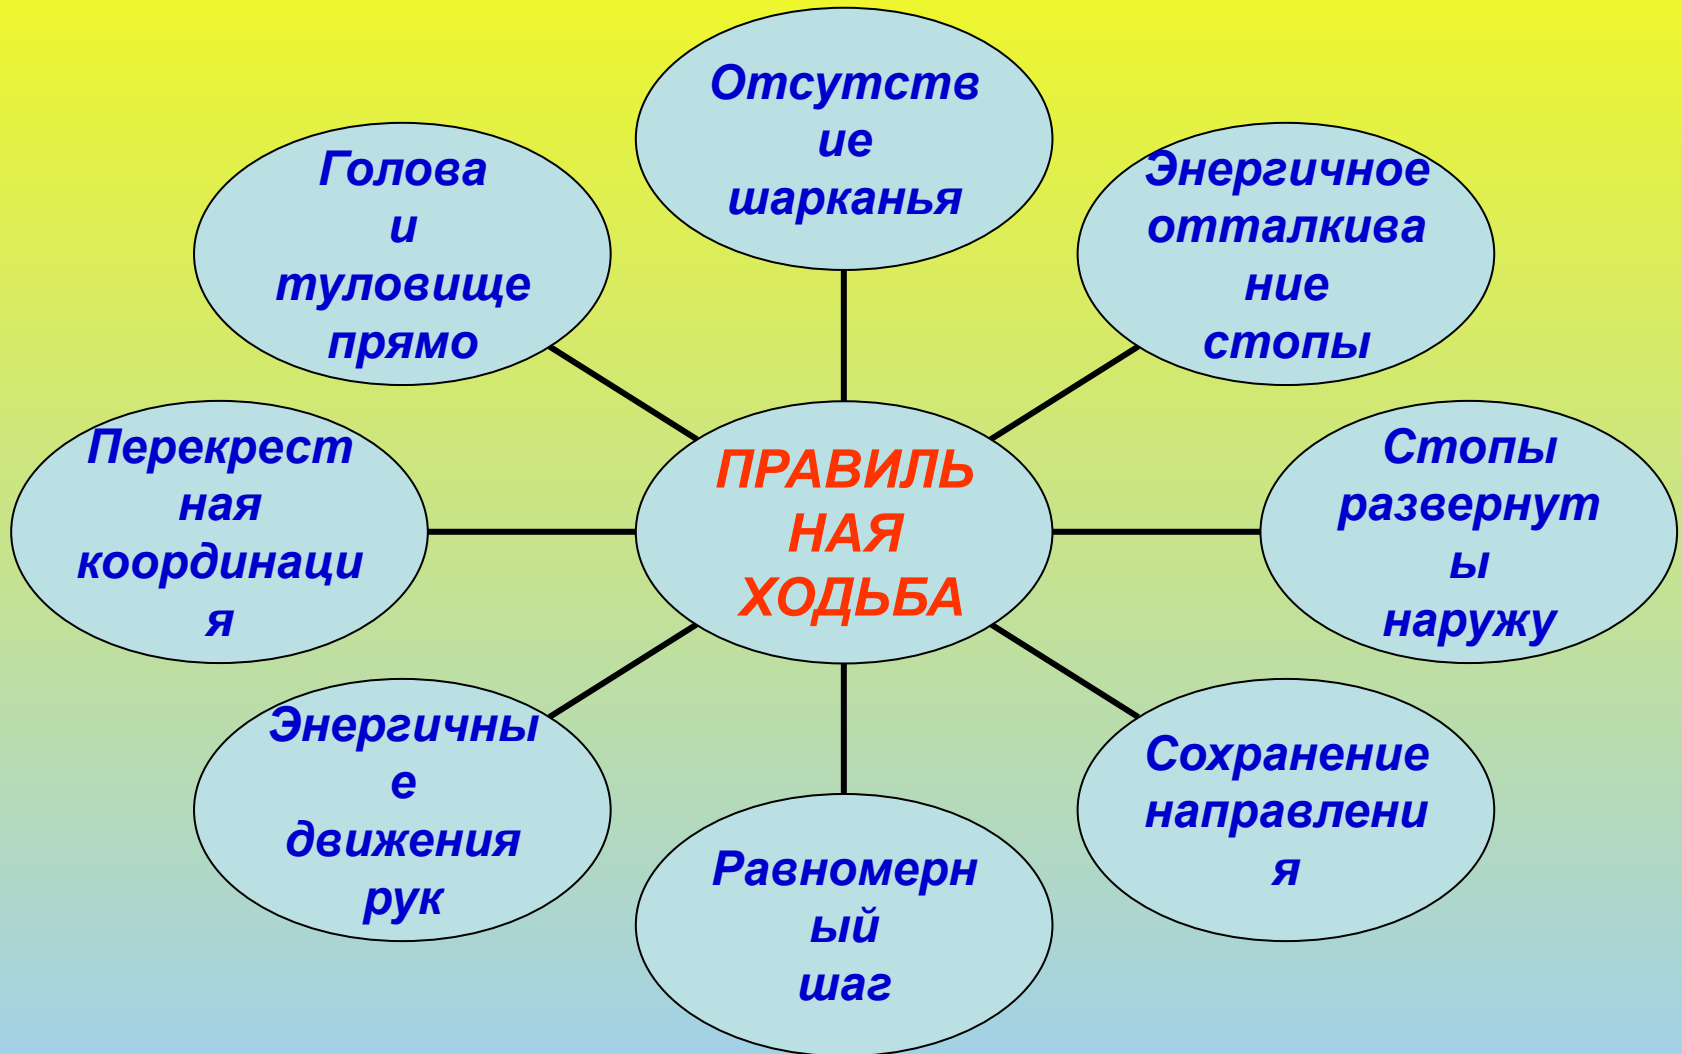 Отсутств
ие
шарканья
Голова
и
туловище
прямо
Энергичное
отталкива
ние
стопы
Перекрест
ная
координаци
я
ПРАВИЛЬ
НАЯ
ХОДЬБА
Стопы
развернут
ы
наружу
Энергичны
е
движения
рук
Сохранение
направлени
я
Равномерн
ый
шаг